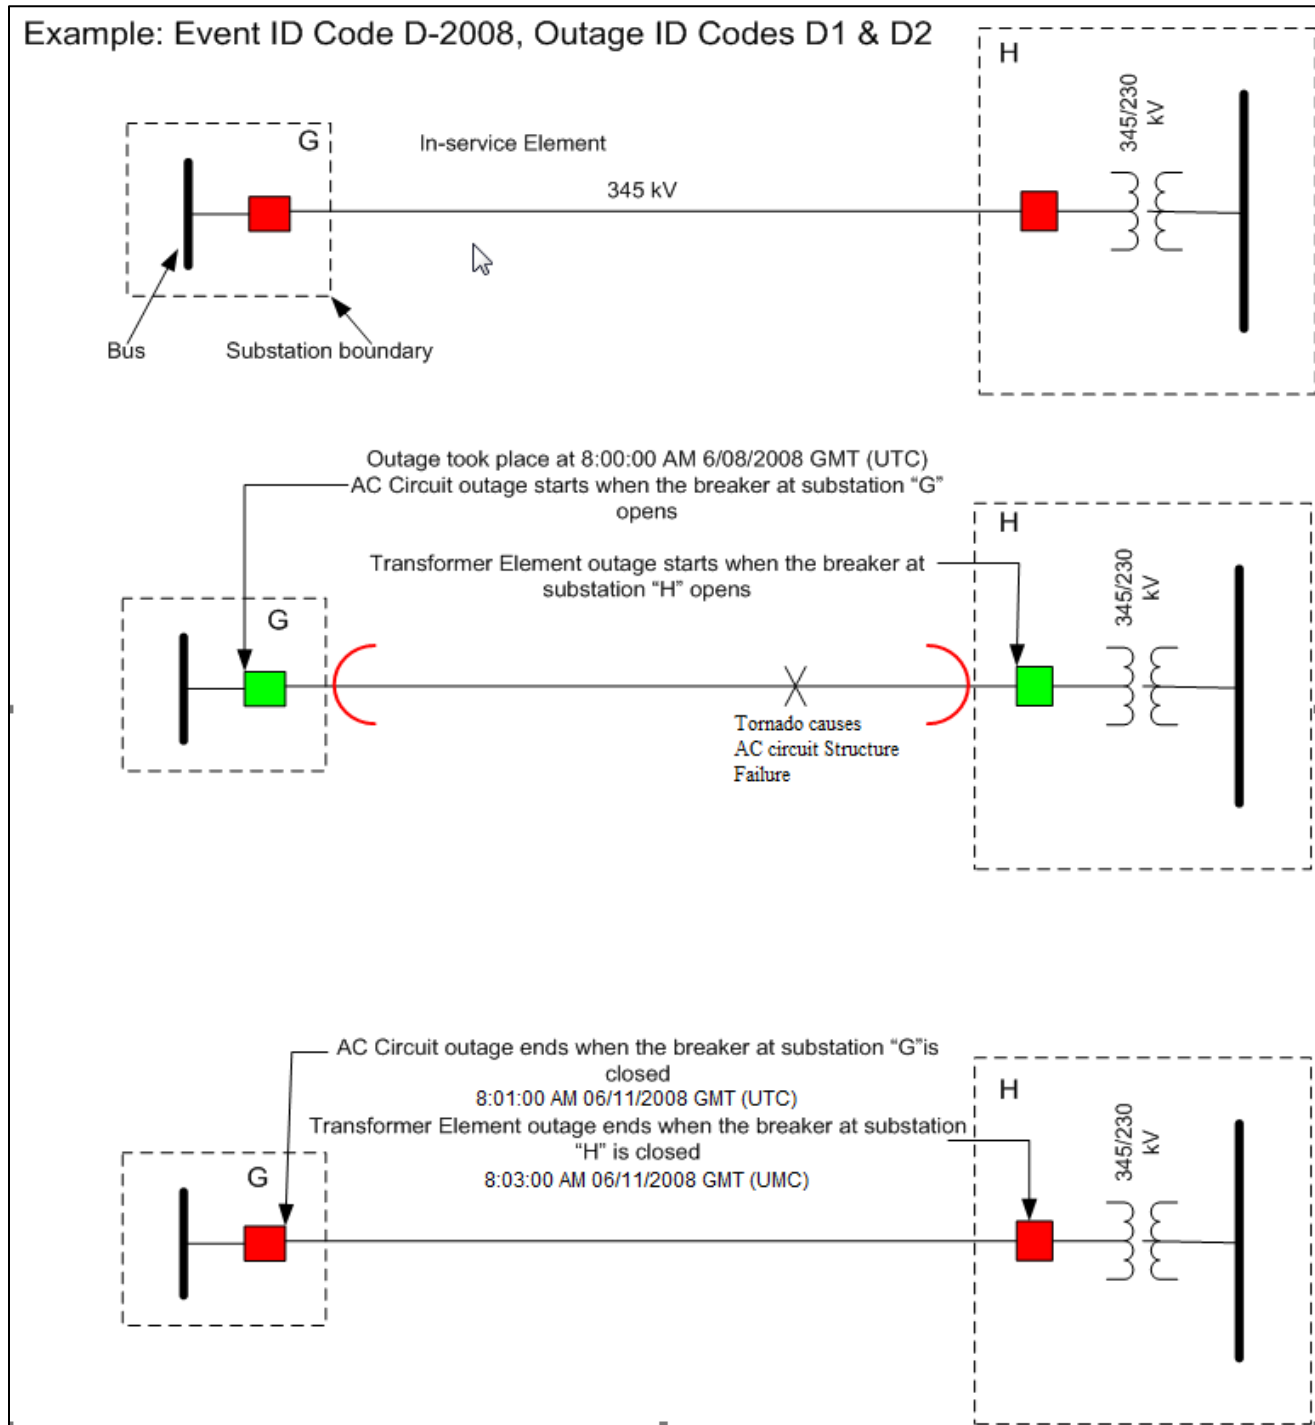 Example: Event ID Code D-2008, Outage ID Codes D1 & D2
H
345/230
kV
G
In-service Element
345 kV
Bus
Substation boundary
Outage took place at 8:00:00 AM 6/08/2008 GMT (UTC)
AC Circuit outage starts when the breaker at substation “G”
opens
H
Transformer Element outage starts when the breaker at
substation “H” opens
345/230
kV
G
Tornado causes
AC circuit Structure
Failure
AC Circuit outage ends when the breaker at substation “G”is
closed
8:01:00 AM 06/11/2008 GMT (UTC)
H
Transformer Element outage ends when the breaker at substation
“H” is closed
8:03:00 AM 06/11/2008 GMT (UMC)
345/230
kV
G